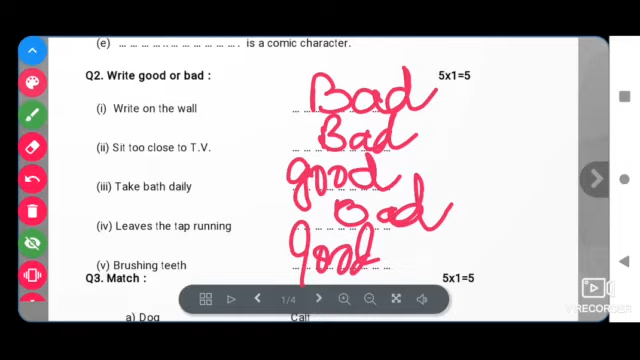 (e) … … … … .. … … … … … … . is a comic character.
Q2. Write good or bad : 5x1=5
(i) Write on the wall Bad
(ii) Sit too close to T.V. Bad
(iii) Take bath daily good
(iv) Leaves the tap running Bad
(v) Brushing teeth good
Q3. Match : 5x1=5
1/4
a) Dog Calf
V RECORDER